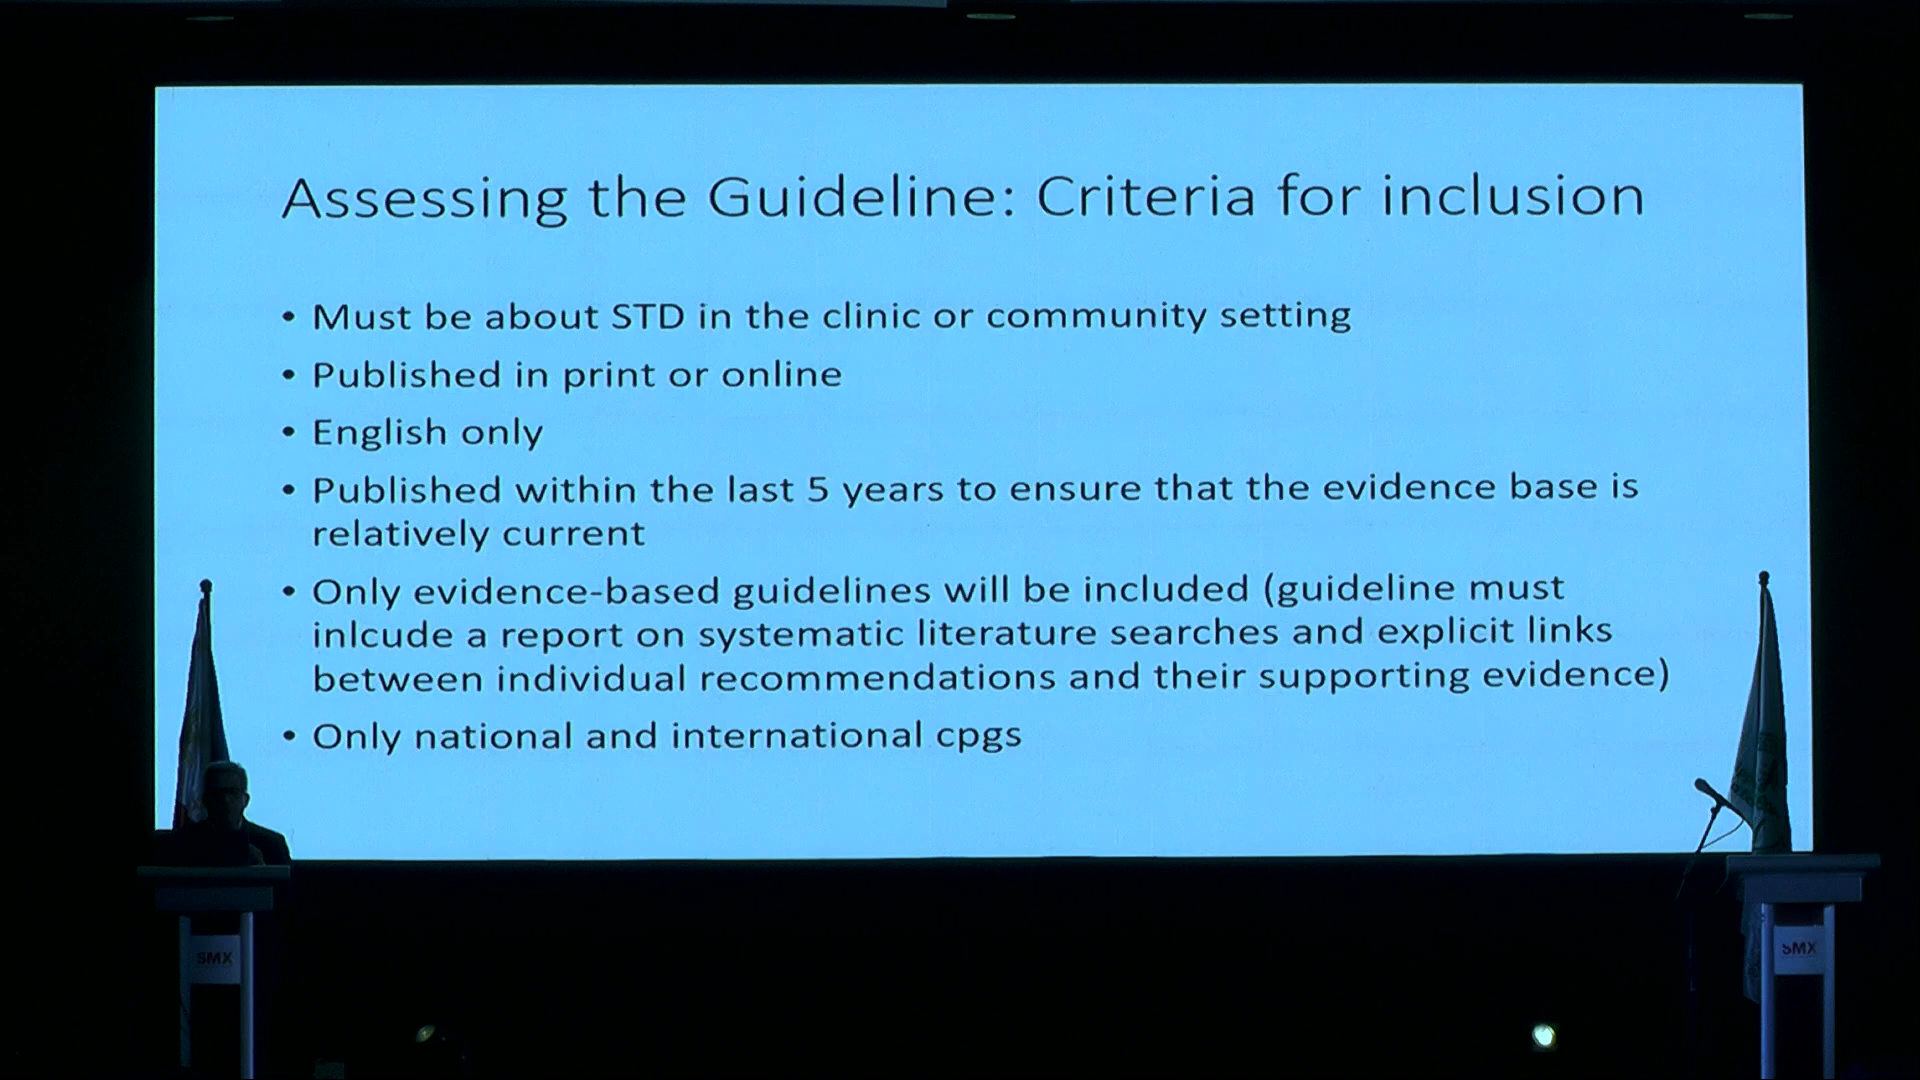 Assessing the Guideline: Criteria for inclusion
• Must be about STD in the clinic or community setting
• Published in print or online
• English only
• Published within the last 5 years to ensure that the evidence base is
relatively current
• Only evidence-based guidelines will be included (guideline must
inlcude a report on systematic literature searches and explicit links
between individual recommendations and their supporting evidence)
• Only national and international cpgs
SMX
SMX